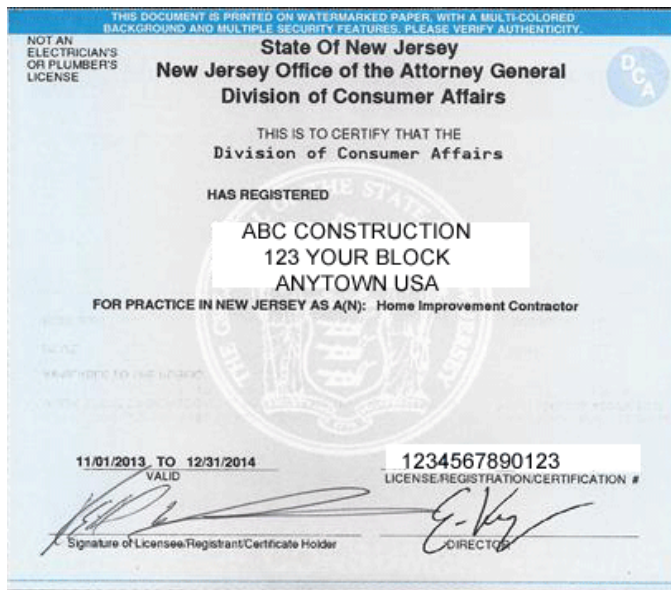 THIS DOCUMENT IS PRINTED ON WATERMARKED PAPER, WITH A MULTI-COLORED
BACKGROUND AND MULTIPLE SECURITY FEATURES. PLEASE VERIFY AUTHENTICITY.
NOT AN
ELECTRICIAN'S
OR PLUMBER'S
LICENSE
State Of New Jersey
New Jersey Office of the Attorney General
Division of Consumer Affairs
DCA
THIS IS TO CERTIFY THAT THE
Division of Consumer Affairs
HAS REGISTERED
ABC CONSTRUCTION
123 YOUR BLOCK
ANYTOWN USA
FOR PRACTICE IN NEW JERSEY AS A(N): Home Improvement Contractor
THE STATE
11/01/2013 TO 12/31/2014
VALID
1234567890123
LICENSE/REGISTRATION/CERTIFICATION #
Signature of Licensee/Registrant/Certificate Holder
DIRECTOR